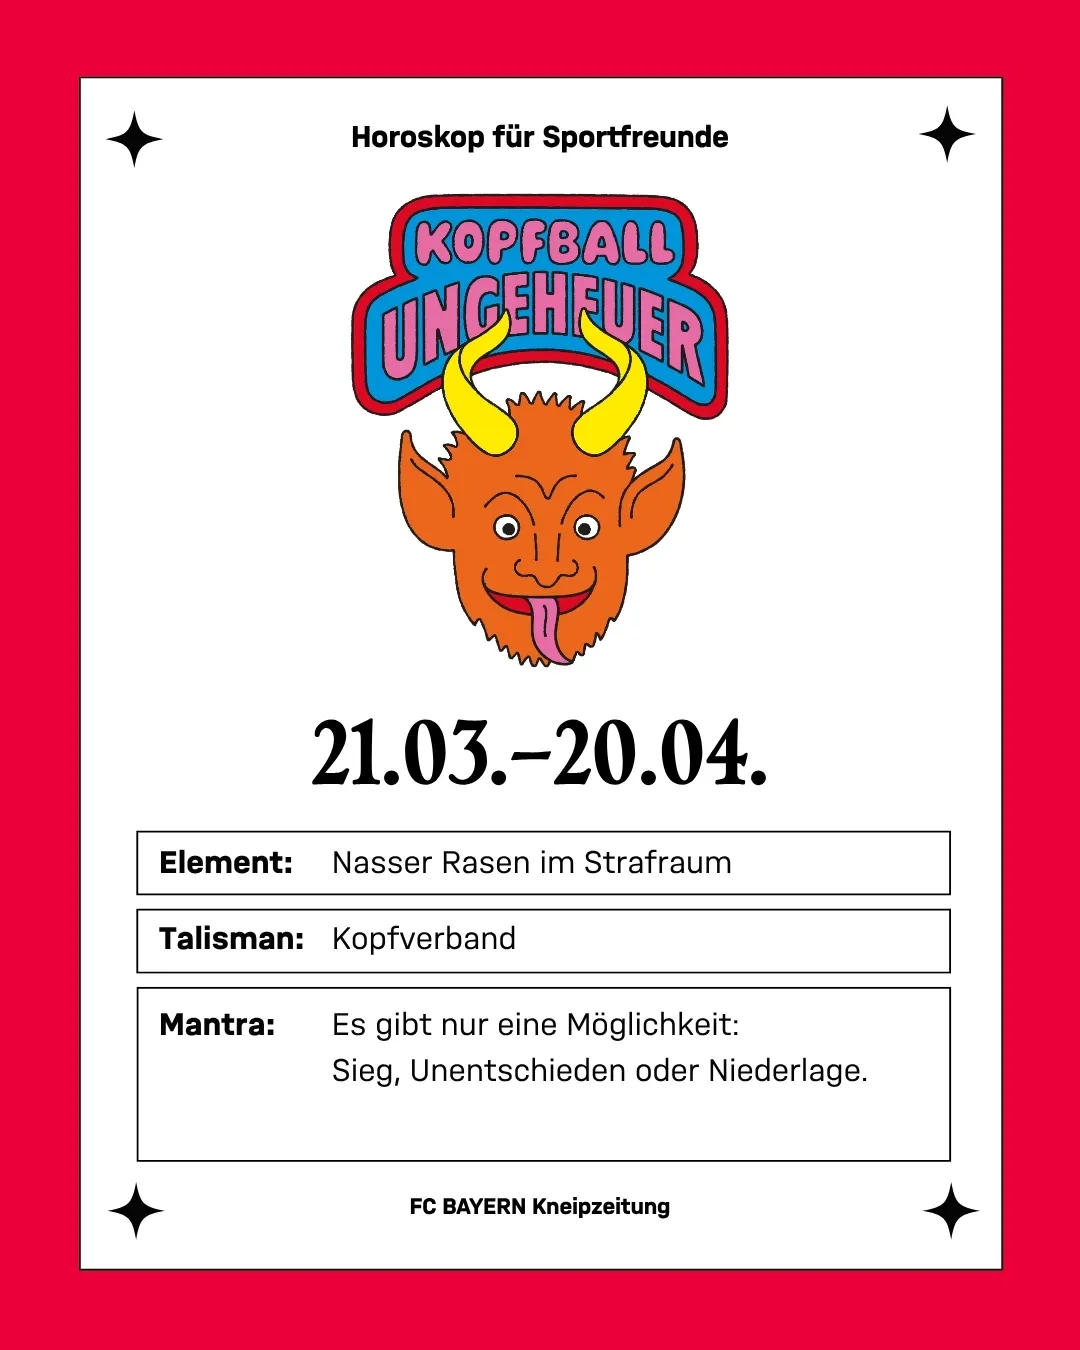 Horoskop für Sportfreunde
KOPFBALL
UNGEHEUER
21.03.–20.04.
Element: Nasser Rasen im Strafraum
Talisman: Kopfverband
Mantra: Es gibt nur eine Möglichkeit:
Sieg, Unentschieden oder Niederlage.
FC BAYERN Kneipzeitung